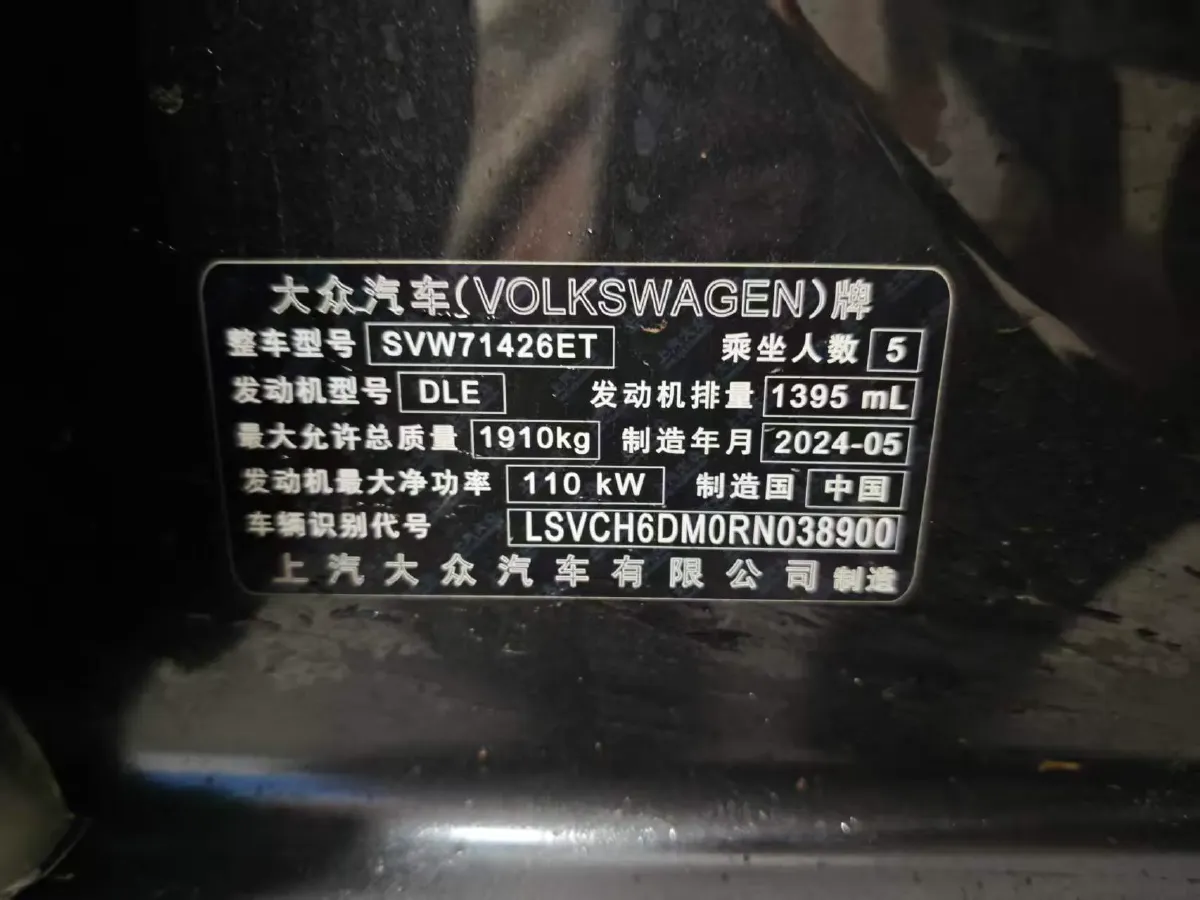 大众汽车(VOLKSWAGEN)牌
整车型号 SVW71426ET 乘坐人数 5
发动机型号 DLE 发动机排量 1395 mL
最大允许总质量 1910kg 制造年月 2024-05
发动机最大净功率 110 kW 制造国 中国
车辆识别代号 LSVCH6DM0RN038900
上汽大众汽车有限公司 制造